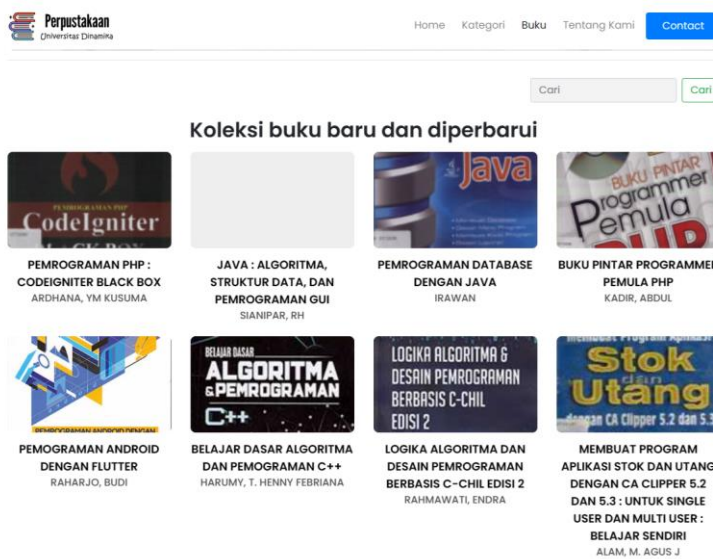 Perpustakaan
Universitas Dinamika
Home Kategori Buku Tentang Kami Contact
Cari Cari
Koleksi buku baru dan diperbarui
PEMROGRAMAN PHP
CodeIgniter
Java
BUKU PINTAR
Programmer
Pemula
PHP
PEMROGRAMAN PHP :
CODEIGNITER BLACK BOX
ARDHANA, YM KUSUMA
JAVA : ALGORITMA,
STRUKTUR DATA, DAN
PEMROGRAMAN GUI
SIANIPAR, RH
PEMROGRAMAN DATABASE
DENGAN JAVA
IRAWAN
BUKU PINTAR PROGRAMMER
PEMULA PHP
KADIR, ABDUL
PEMROGRAMAN ANDROID DENGAN
BELAJAR DASAR
ALGORITMA
& PEMROGRAMAN
C++
LOGIKA ALGORITMA &
DESAIN PEMROGRAMAN
BERBASIS C-CHIL
EDISI 2
Membuat Program Aplikasi
Stok
dan
Utang
dengan CA Clipper 5.2 dan 5.3
PEMOGRAMAN ANDROID
DENGAN FLUTTER
RAHARJO, BUDI
BELAJAR DASAR ALGORITMA
DAN PEMOGRAMAN C++
HARUMY, T. HENNY FEBRIANA
LOGIKA ALGORITMA DAN
DESAIN PEMROGRAMAN
BERBASIS C-CHIL EDISI 2
RAHMAWATI, ENDRA
MEMBUAT PROGRAM
APLIKASI STOK DAN UTANG
DENGAN CA CLIPPER 5.2
DAN 5.3 : UNTUK SINGLE
USER DAN MULTI USER :
BELAJAR SENDIRI
ALAM, M. AGUS J